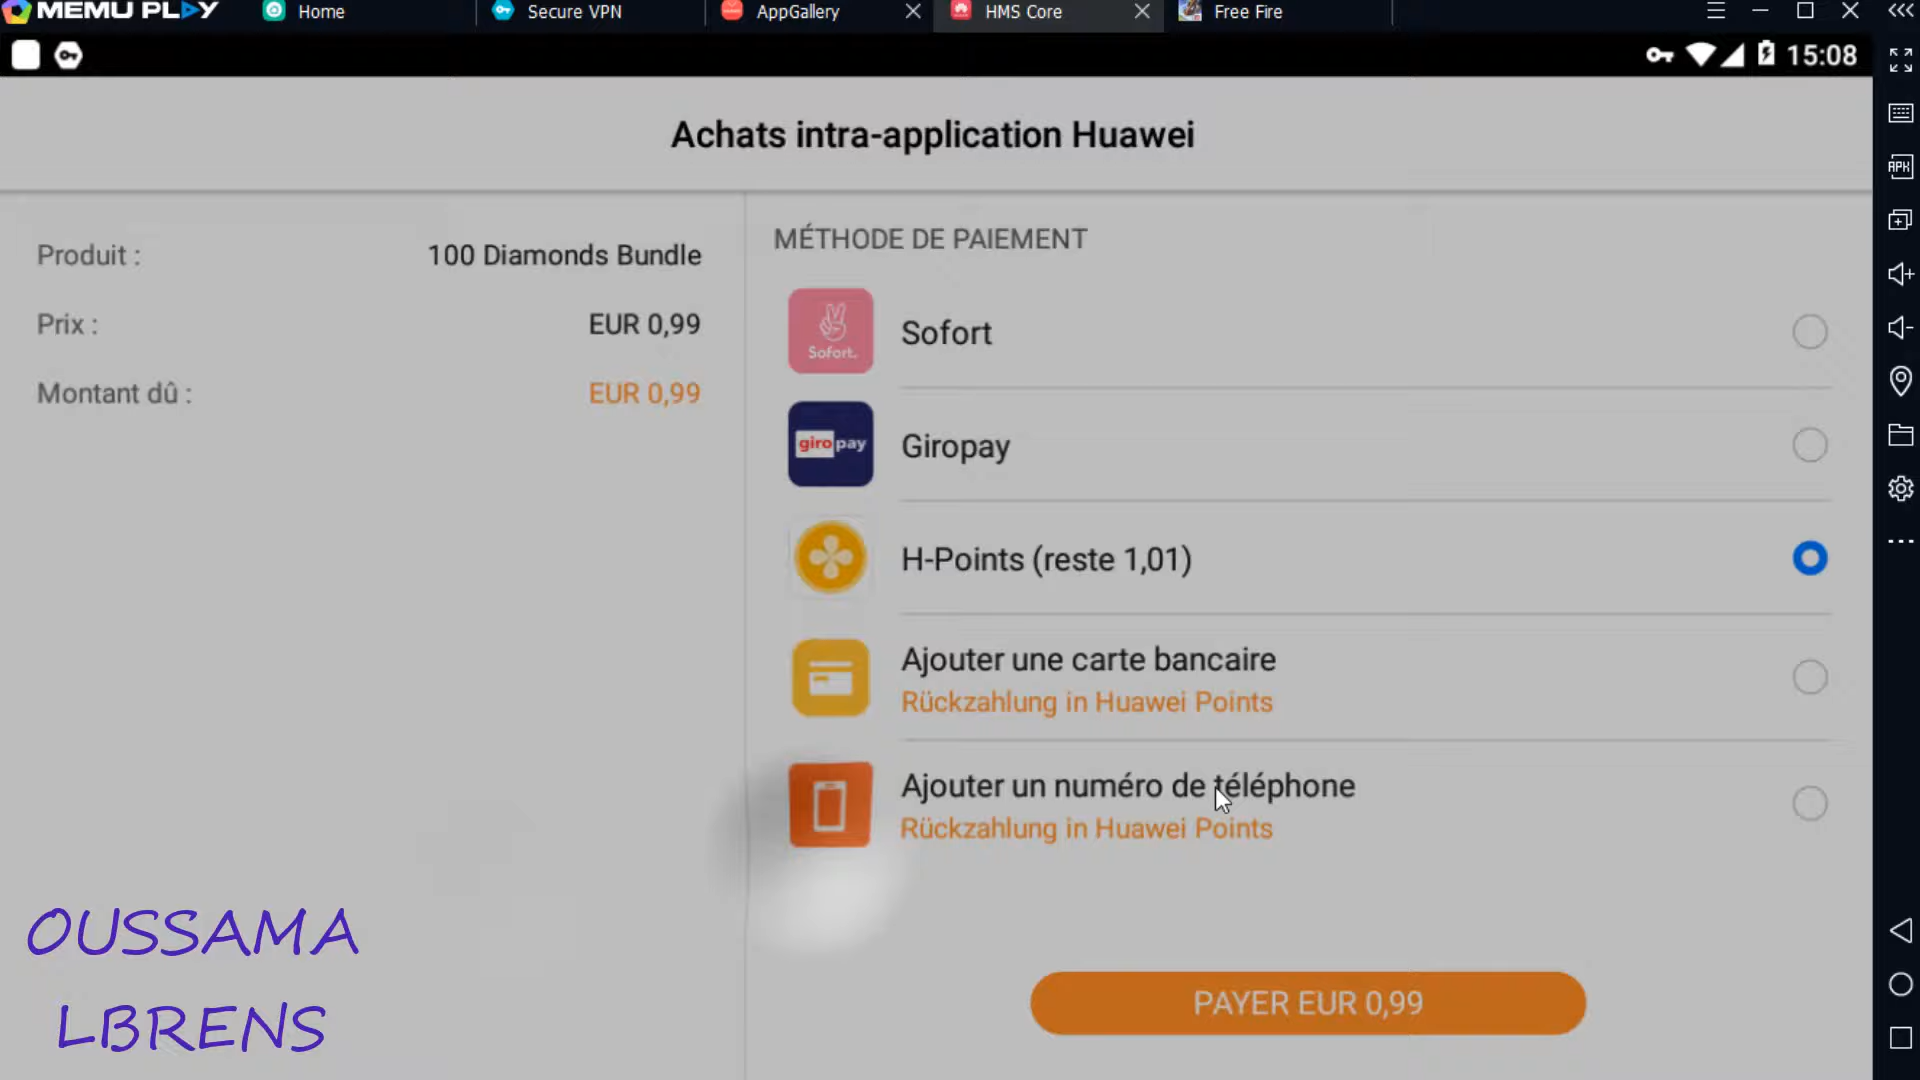 MEMU PLAY
Home
Secure VPN
AppGallery
HMS Core
Free Fire
15:08
Achats intra-application Huawei
Produit :
100 Diamonds Bundle
Prix :
EUR 0,99
Montant dû :
EUR 0,99
MÉTHODE DE PAIEMENT
Sofort.
Sofort
giro pay
Giropay
H-Points (reste 1,01)
Ajouter une carte bancaire
Rückzahlung in Huawei Points
Ajouter un numéro de téléphone
Rückzahlung in Huawei Points
PAYER EUR 0,99
OUSSAMA
LBRENS
APK